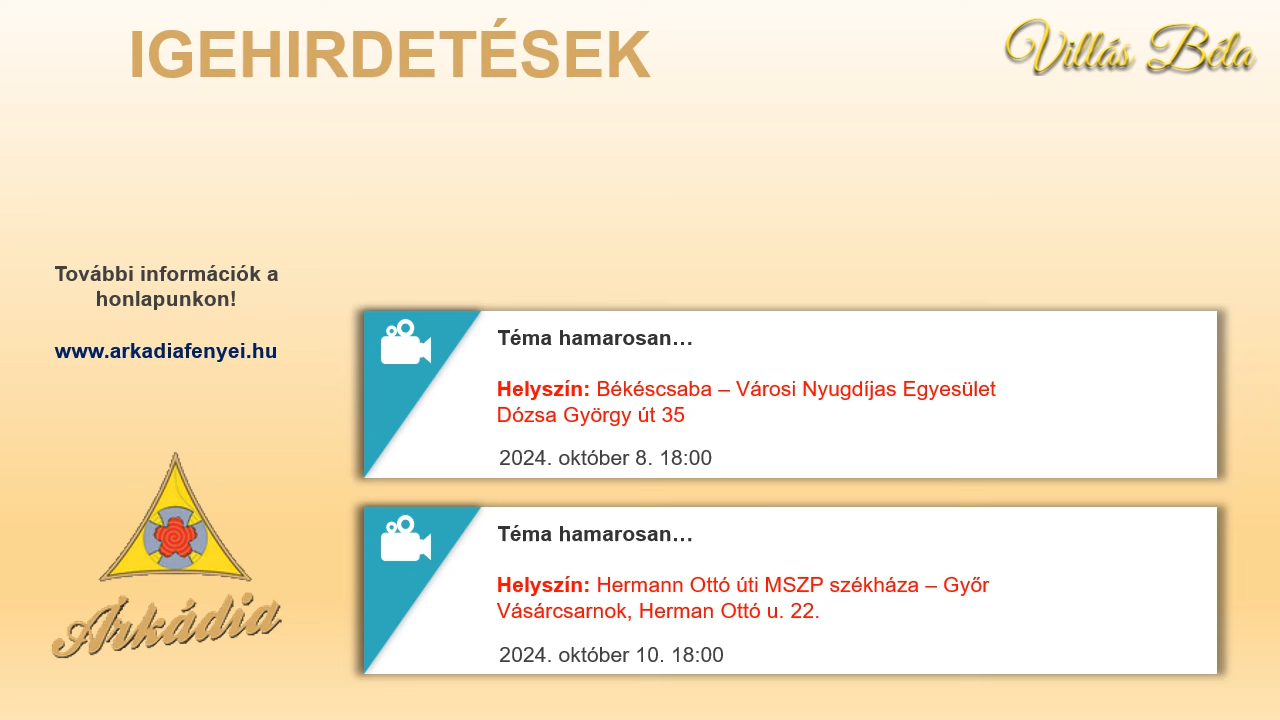 IGEHIRDETÉSEK
Villás Béla
További információk a
honlapunkon!
www.arkadiafenyei.hu
Árkádia
Téma hamarosan…
Helyszín: Békéscsaba – Városi Nyugdíjas Egyesület
Dózsa György út 35
2024. október 8. 18:00
Téma hamarosan…
Helyszín: Hermann Ottó úti MSZP székháza – Győr
Vásárcsarnok, Herman Ottó u. 22.
2024. október 10. 18:00